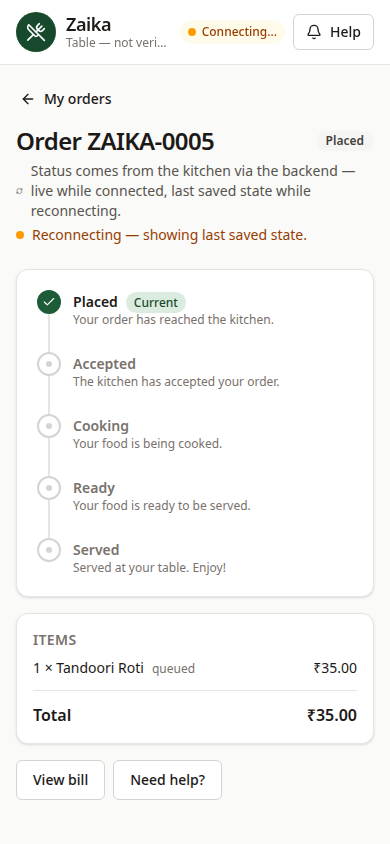 Zaika
Table — not veri...
Connecting...
Help
My orders
Order ZAIKA-0005
Placed
Status comes from the kitchen via the backend —
live while connected, last saved state while
reconnecting.
Reconnecting — showing last saved state.
Placed
Current
Your order has reached the kitchen.
Accepted
The kitchen has accepted your order.
Cooking
Your food is being cooked.
Ready
Your food is ready to be served.
Served
Served at your table. Enjoy!
ITEMS
1 × Tandoori Roti queued ₹35.00
Total ₹35.00
View bill
Need help?